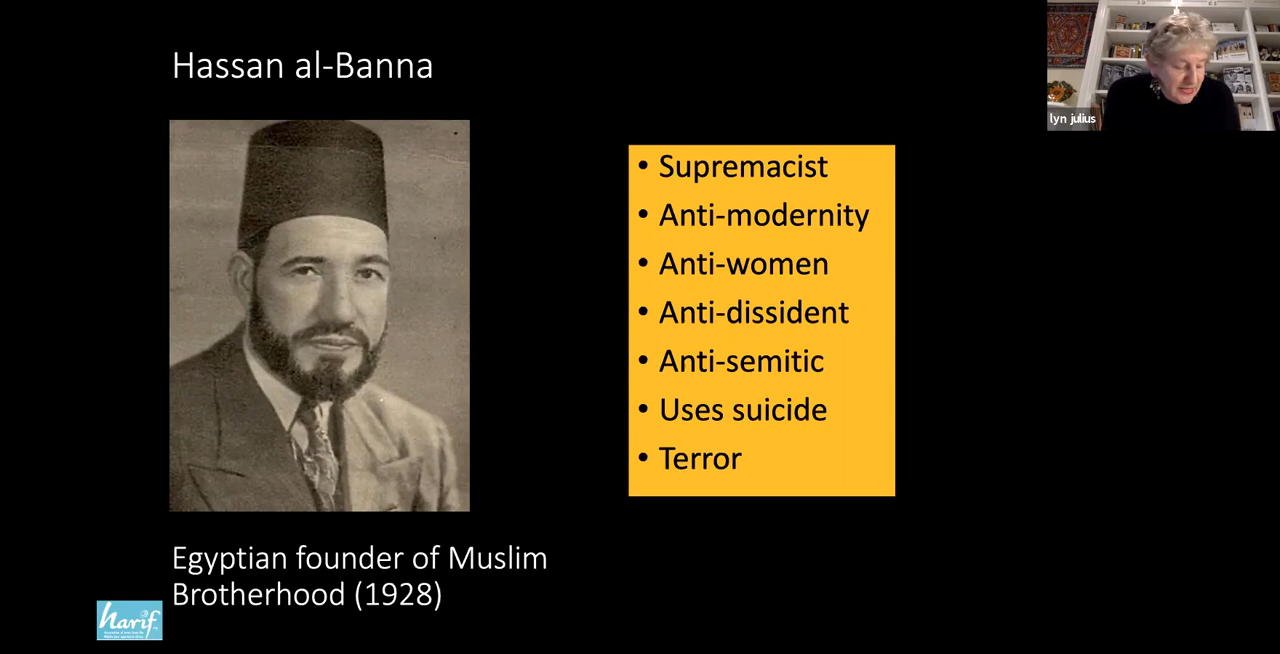 Hassan al-Banna
lyn julius
• Supremacist
• Anti-modernity
• Anti-women
• Anti-dissident
• Anti-semitic
• Uses suicide
• Terror
Egyptian founder of Muslim
Brotherhood (1928)
harif